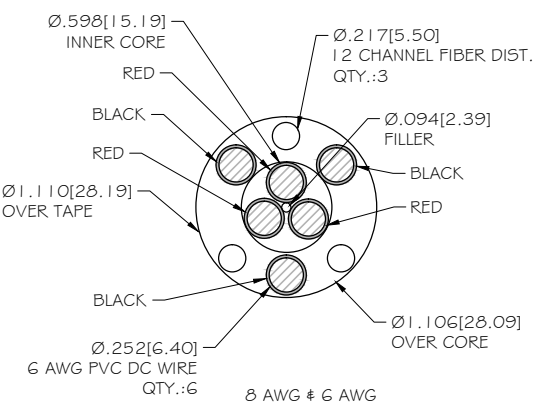 Ø.598[15.19]
INNER CORE
RED
BLACK
RED
Ø1.110[28.19]
OVER TAPE
BLACK
Ø.252[6.40]
6 AWG PVC DC WIRE
QTY.:6
Ø.217[5.50]
12 CHANNEL FIBER DIST.
QTY.:3
Ø.094[2.39]
FILLER
BLACK
RED
Ø1.106[28.09]
OVER CORE
8 AWG & 6 AWG